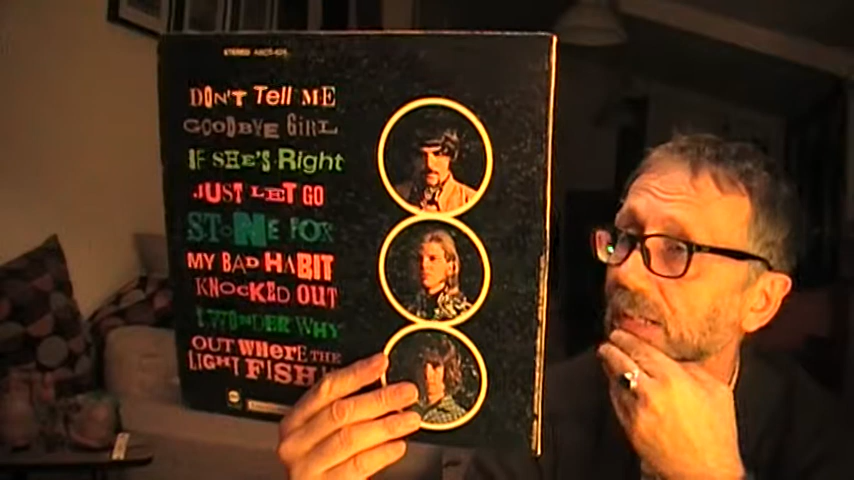 STEREO
DON'T Tell ME
GOODBYE GIRL
IF SHE'S Right
JUST LET GO
STONE FOX
MY BAD HABIT
KNOCKED OUT
I WONDER WHY
OUT WHERE THE
LIGHT FISH